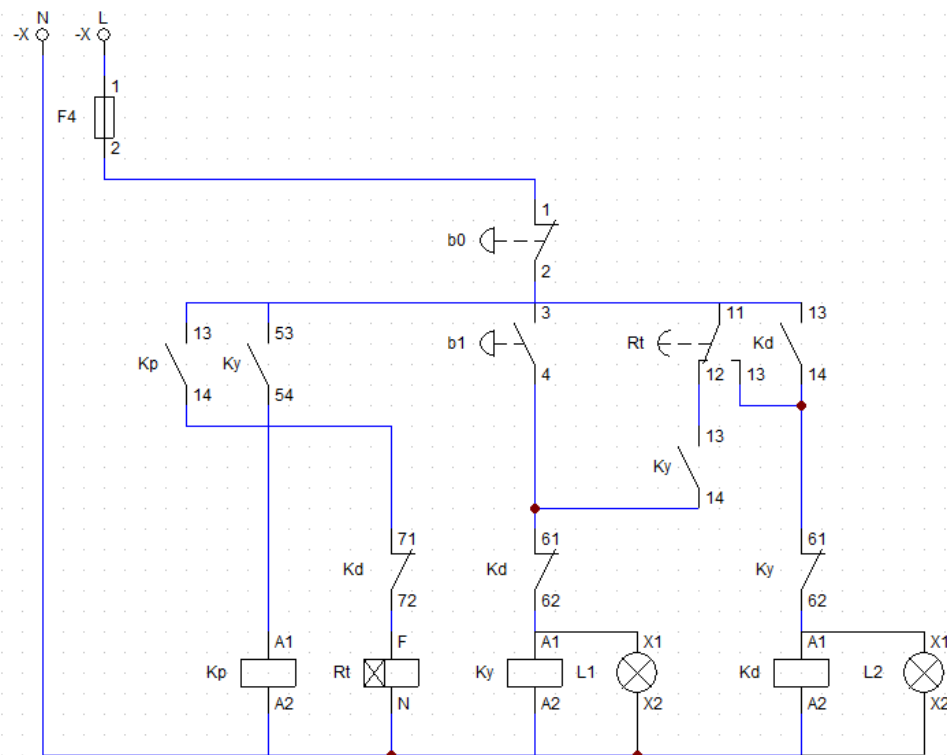 N L
-X -X
1
F4
2
1
b0
2
13 53 3 11 13
Kp Ky b1 Rt Kd
14 54 4 12 13 14
13
Ky
14
71 61 61
Kd Kd Ky
72 62 62
A1 F A1 X1 A1 X1
Kp Rt Ky L1 Kd L2
A2 N A2 X2 A2 X2